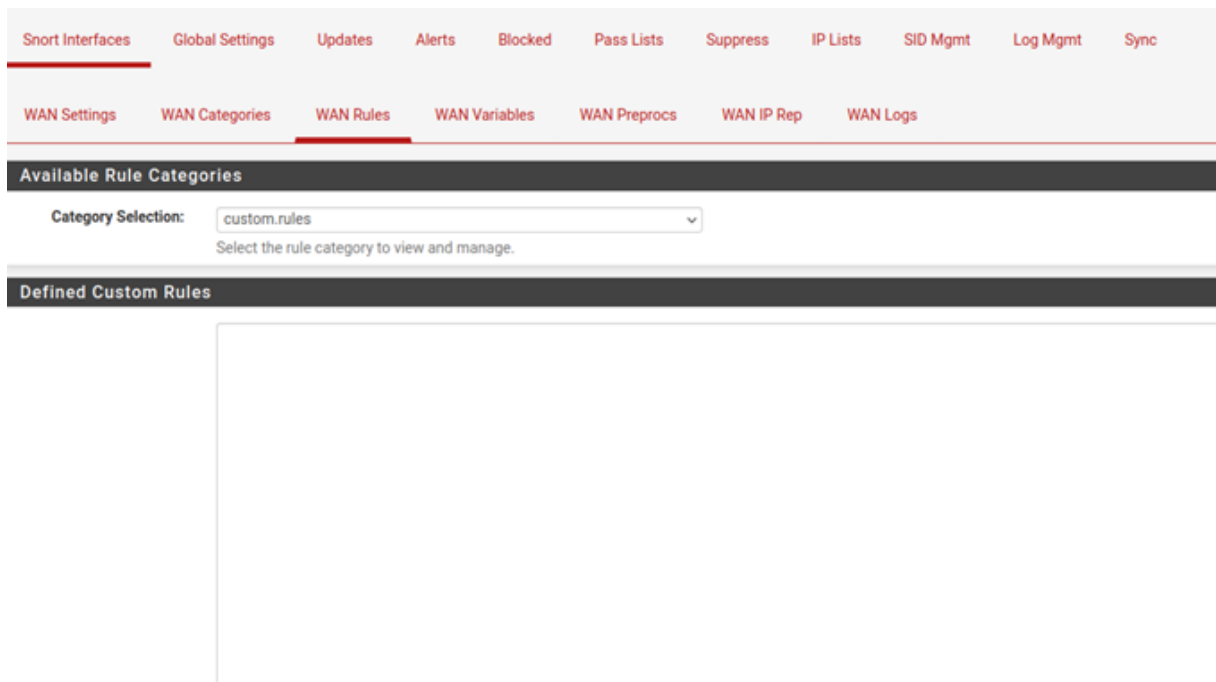 Snort Interfaces Global Settings Updates Alerts Blocked Pass Lists Suppress IP Lists SID Mgmt Log Mgmt Sync
WAN Settings WAN Categories WAN Rules WAN Variables WAN Preprocs WAN IP Rep WAN Logs
Available Rule Categories
Category Selection: custom.rules
Select the rule category to view and manage.
Defined Custom Rules